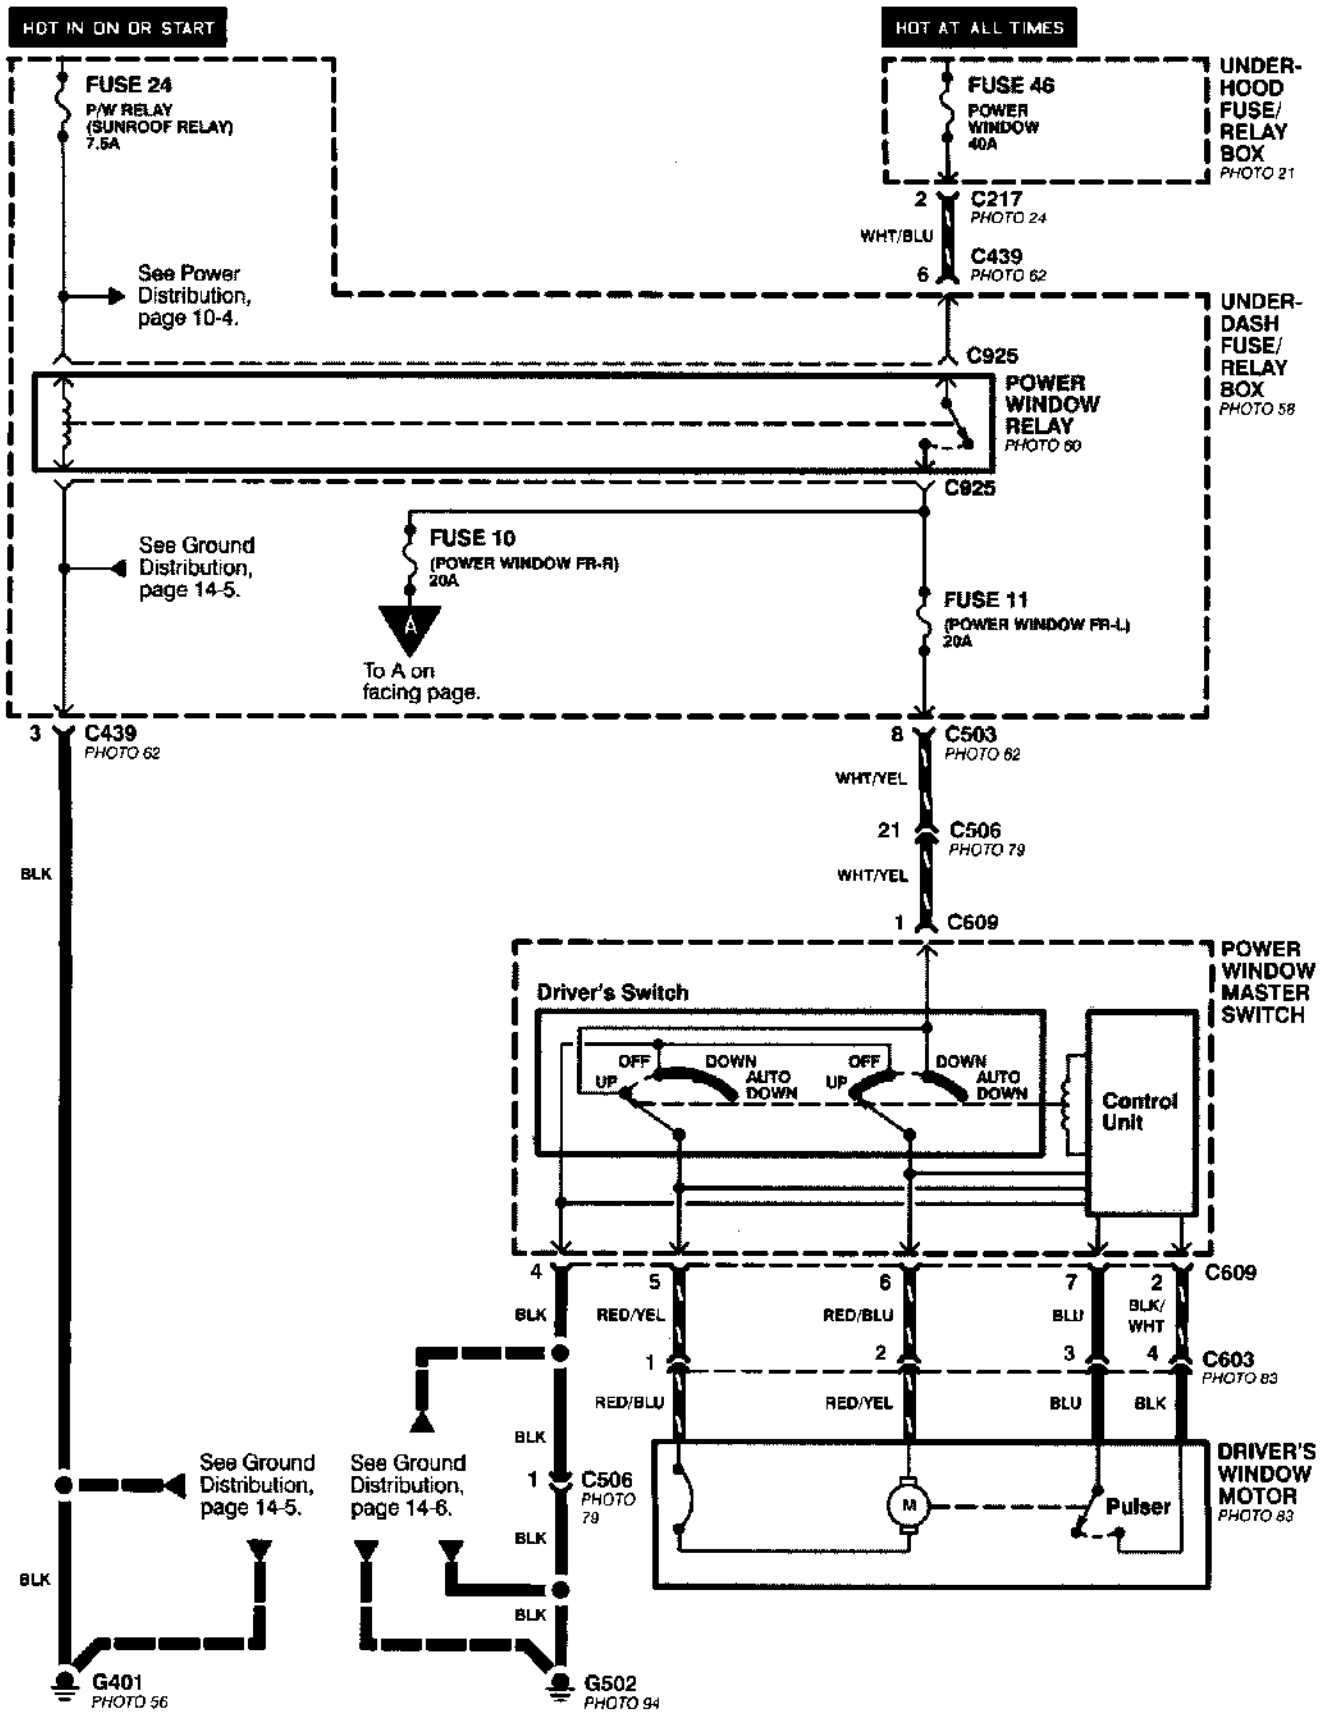 HOT IN ON OR START
HOT AT ALL TIMES
FUSE 24
P/W RELAY
(SUNROOF RELAY)
7.5A
FUSE 46
POWER
WINDOW
40A
UNDER-
HOOD
FUSE/
RELAY
BOX
PHOTO 21
2
C217
PHOTO 24
WHT/BLU
C439
6
PHOTO 62
See Power
Distribution,
page 10-4.
UNDER-
DASH
FUSE/
RELAY
BOX
PHOTO 58
C925
POWER
WINDOW
RELAY
PHOTO 60
C925
See Ground
Distribution,
page 14-5.
FUSE 10
(POWER WINDOW FR-R)
20A
A
To A on
facing page.
FUSE 11
(POWER WINDOW FR-L)
20A
3
C439
PHOTO 62
8
C503
PHOTO 62
WHT/YEL
21
C506
PHOTO 79
BLK
WHT/YEL
1
C609
POWER
WINDOW
MASTER
SWITCH
Driver's Switch
OFF
DOWN
UP
AUTO
DOWN
OFF
DOWN
UP
AUTO
DOWN
Control
Unit
4
5
6
7
2
C609
BLK
RED/YEL
RED/BLU
BLU
BLK/
WHT
1
2
3
4
C603
PHOTO 83
RED/BLU
RED/YEL
BLU
BLK
BLK
See Ground
Distribution,
page 14-5.
See Ground
Distribution,
page 14-6.
1
C506
PHOTO
79
DRIVER'S
WINDOW
MOTOR
PHOTO 83
M
Pulser
BLK
BLK
BLK
G401
PHOTO 56
G502
PHOTO 94